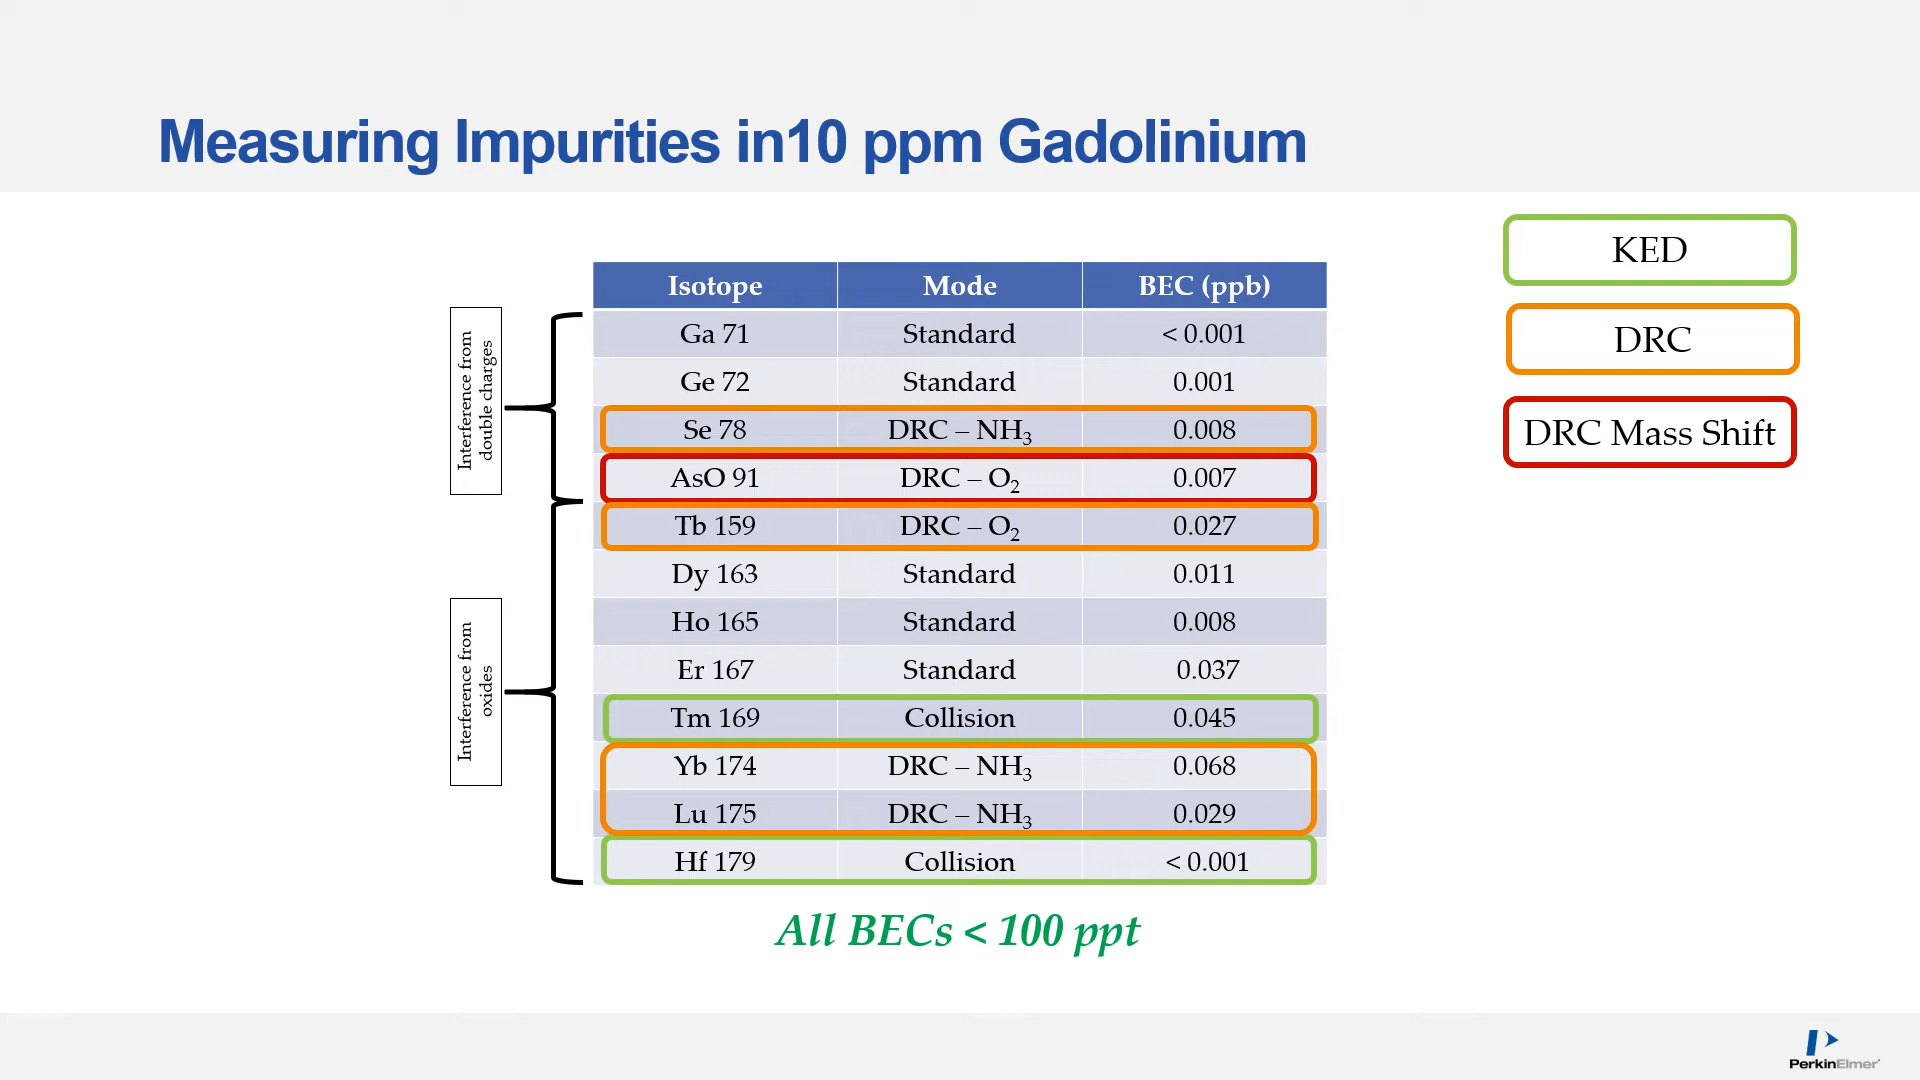 Measuring Impurities in10 ppm Gadolinium
KED
DRC
DRC Mass Shift
Interference from
double charges
Interference from
oxides
Isotope Mode BEC (ppb)
Ga 71 Standard < 0.001
Ge 72 Standard 0.001
Se 78 DRC – NH₃ 0.008
AsO 91 DRC – O₂ 0.007
Tb 159 DRC – O₂ 0.027
Dy 163 Standard 0.011
Ho 165 Standard 0.008
Er 167 Standard 0.037
Tm 169 Collision 0.045
Yb 174 DRC – NH₃ 0.068
Lu 175 DRC – NH₃ 0.029
Hf 179 Collision < 0.001
All BECs < 100 ppt
PerkinElmer